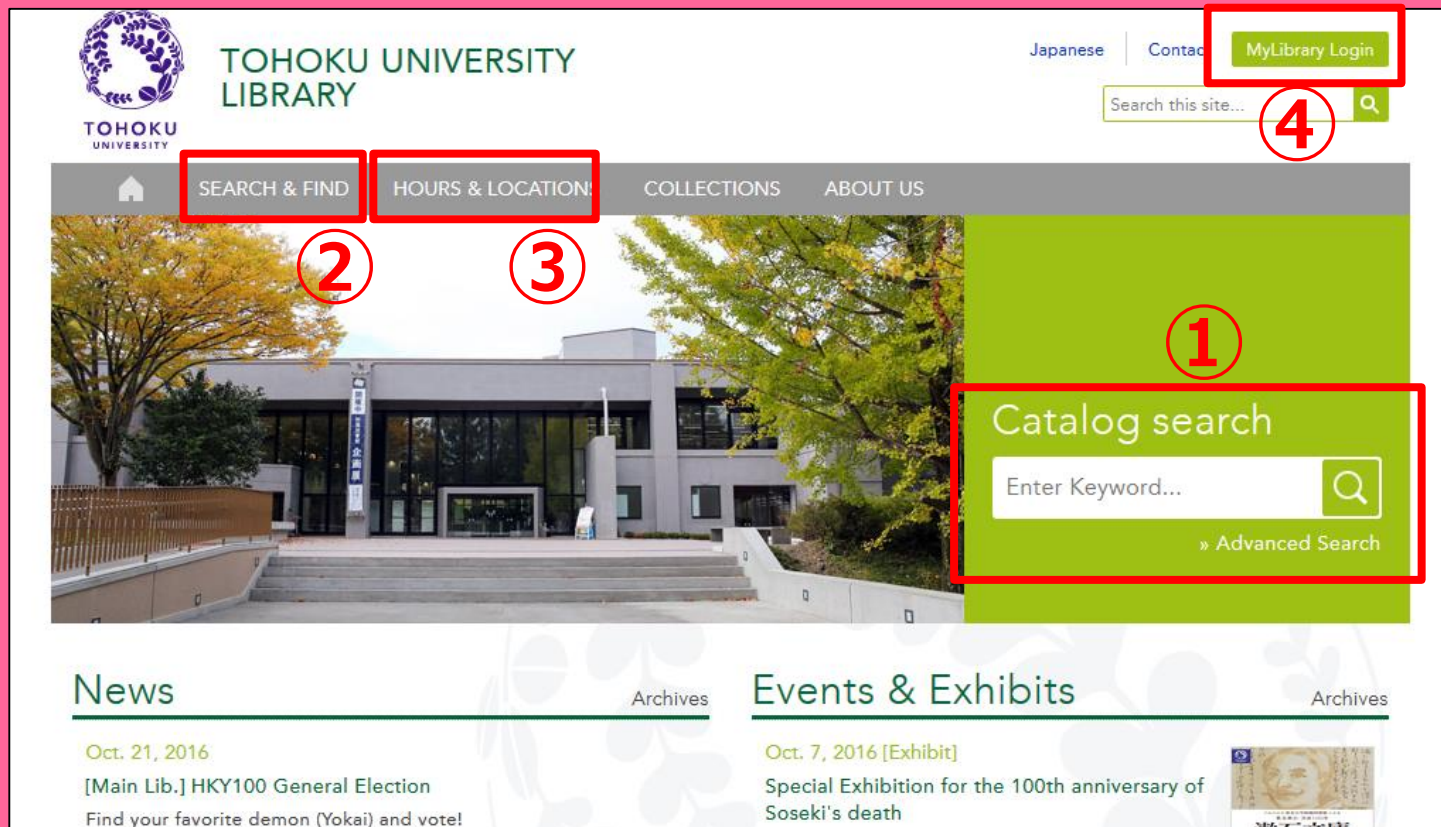 TOHOKU
UNIVERSITY
TOHOKU UNIVERSITY
LIBRARY
Japanese
MyLibrary Login
Search this site...
④
SEARCH & FIND
HOURS & LOCATIONS
COLLECTIONS
ABOUT US
②
③
①
企画展
Catalog search
Enter Keyword...
» Advanced Search
News
Archives
Oct. 21, 2016
[Main Lib.] HKY100 General Election
Find your favorite demon (Yokai) and vote!
Events & Exhibits
Archives
Oct. 7, 2016 [Exhibit]
Special Exhibition for the 100th anniversary of
Soseki's death